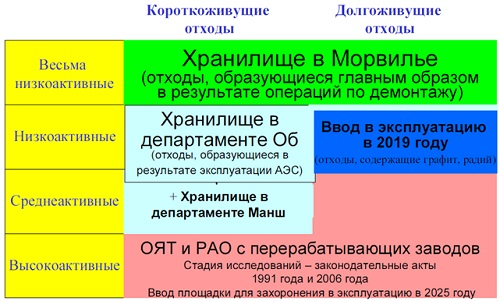 Короткоживущие
отходы
Долгоживущие
отходы
Весьма
низкоактивные
Хранилище в Морвилье
(отходы, образующиеся главным образом
в результате операций по демонтажу)
Низкоактивные
Хранилище в
департаменте Об
(отходы, образующиеся в
результате эксплуатации АЭС)
Ввод в эксплуатацию
в 2019 году
(отходы, содержащие графит, радий)
Среднеактивные
+ Хранилище в
департаменте Манш
Высокоактивные
ОЯТ и РАО с перерабатывающих заводов
Стадия исследований – законодательные акты
1991 года и 2006 года
Ввод площадки для захоронения в эксплуатацию в 2025 году